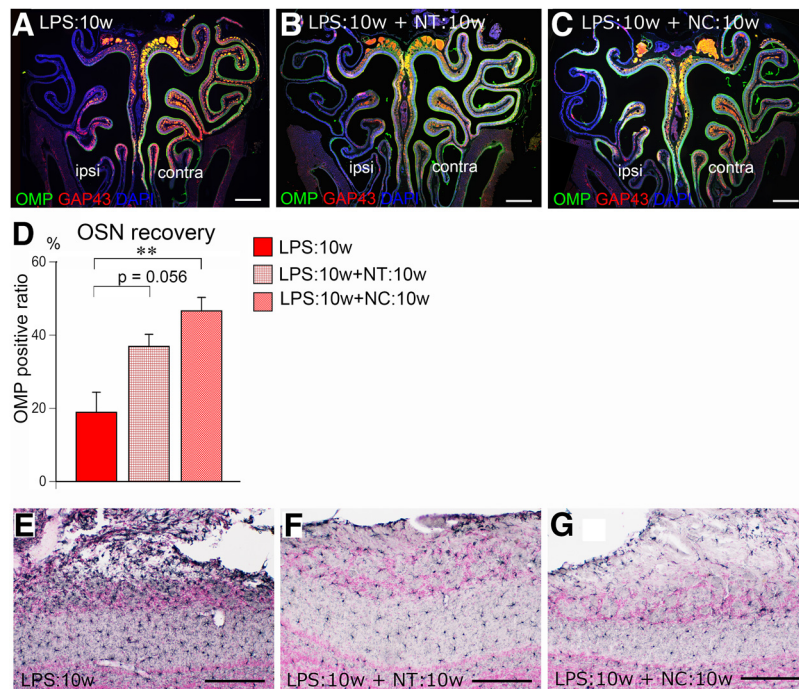 A LPS:10w
ipsi
contra
OMP GAP43 DAPI
B LPS:10w + NT:10w
ipsi
contra
OMP GAP43 DAPI
C LPS:10w + NC:10w
ipsi
contra
OMP GAP43 DAPI
D OSN recovery
%
60
40
20
0
OMP positive ratio
**
p = 0.056
LPS:10w
LPS:10w+NT:10w
LPS:10w+NC:10w
E
LPS:10w
F
LPS:10w + NT:10w
G
LPS:10w + NC:10w